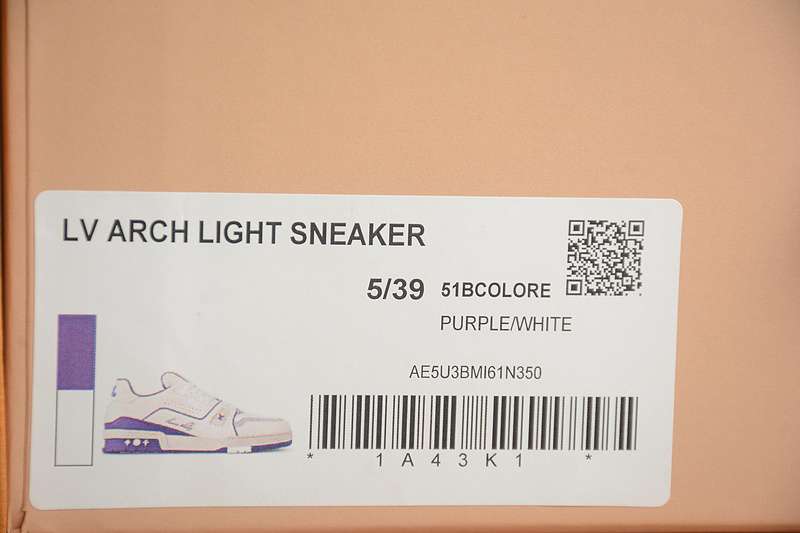 LV ARCH LIGHT SNEAKER
5/39 51BCOLORE
PURPLE/WHITE
AE5U3BMI61N350
* 1A43K1 *